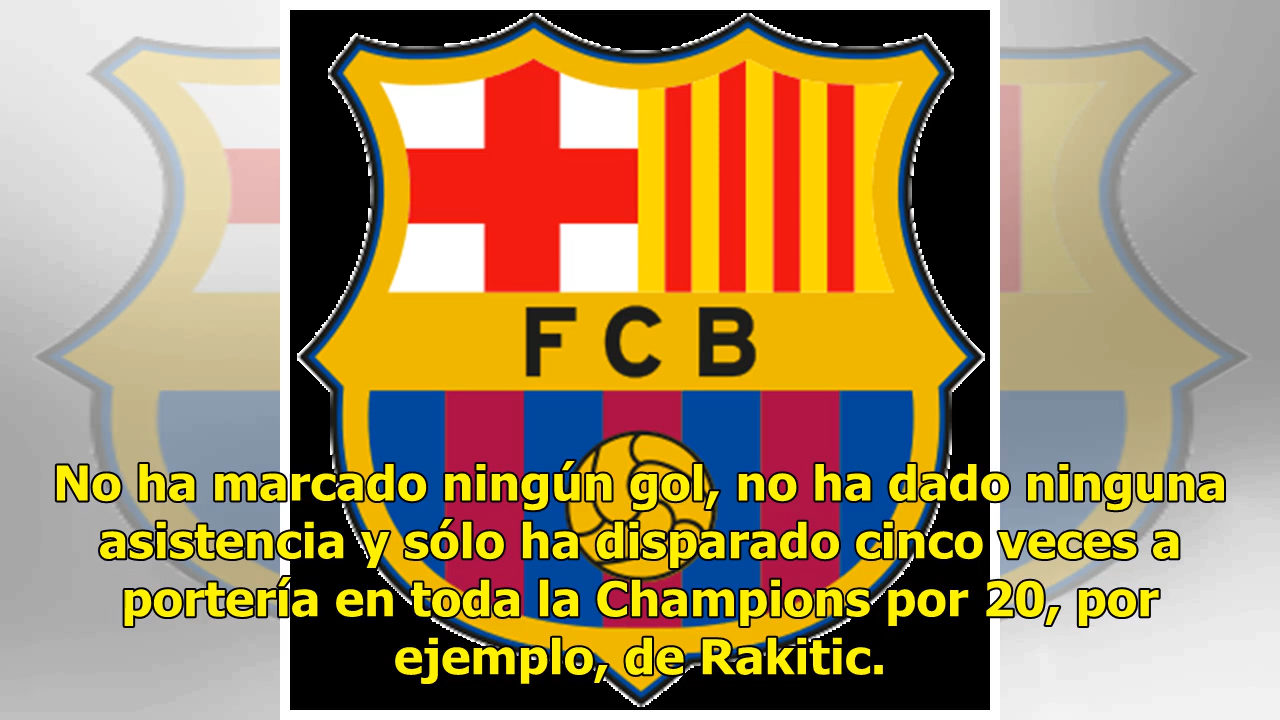 FCB
No ha marcado ningún gol, no ha dado ninguna
asistencia y sólo ha disparado cinco veces a
portería en toda la Champions por 20, por
ejemplo, de Rakitic.